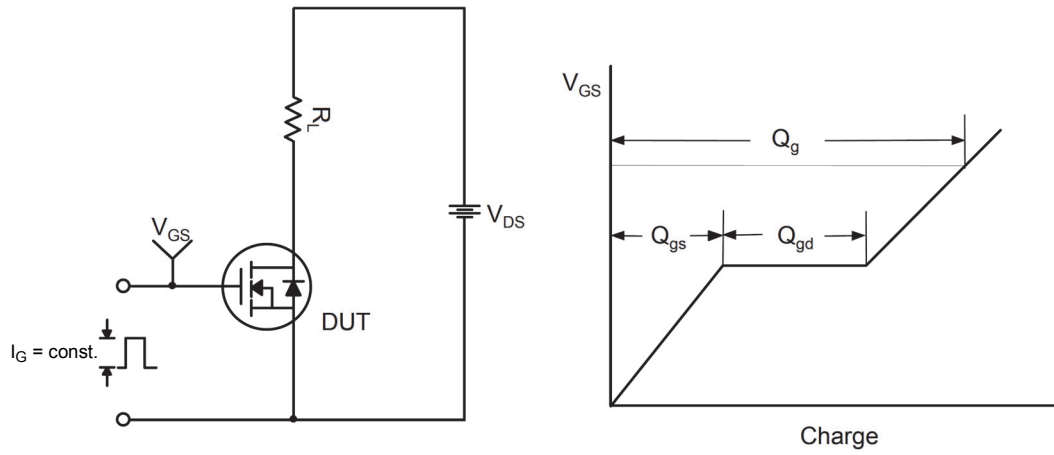 R_L
V_GS
V_DS
DUT
I_G = const.
V_GS
Q_g
Q_gs
Q_gd
Charge